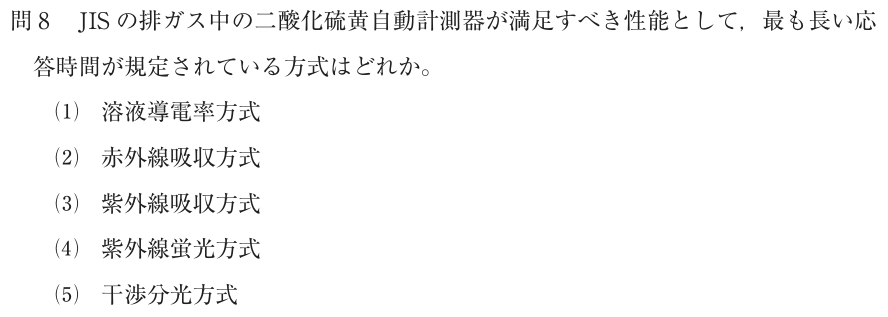 問8 JISの排ガス中の二酸化硫黄自動計測器が満足すべき性能として，最も長い応
答時間が規定されている方式はどれか。
(1) 溶液導電率方式
(2) 赤外線吸収方式
(3) 紫外線吸収方式
(4) 紫外線蛍光方式
(5) 干渉分光方式